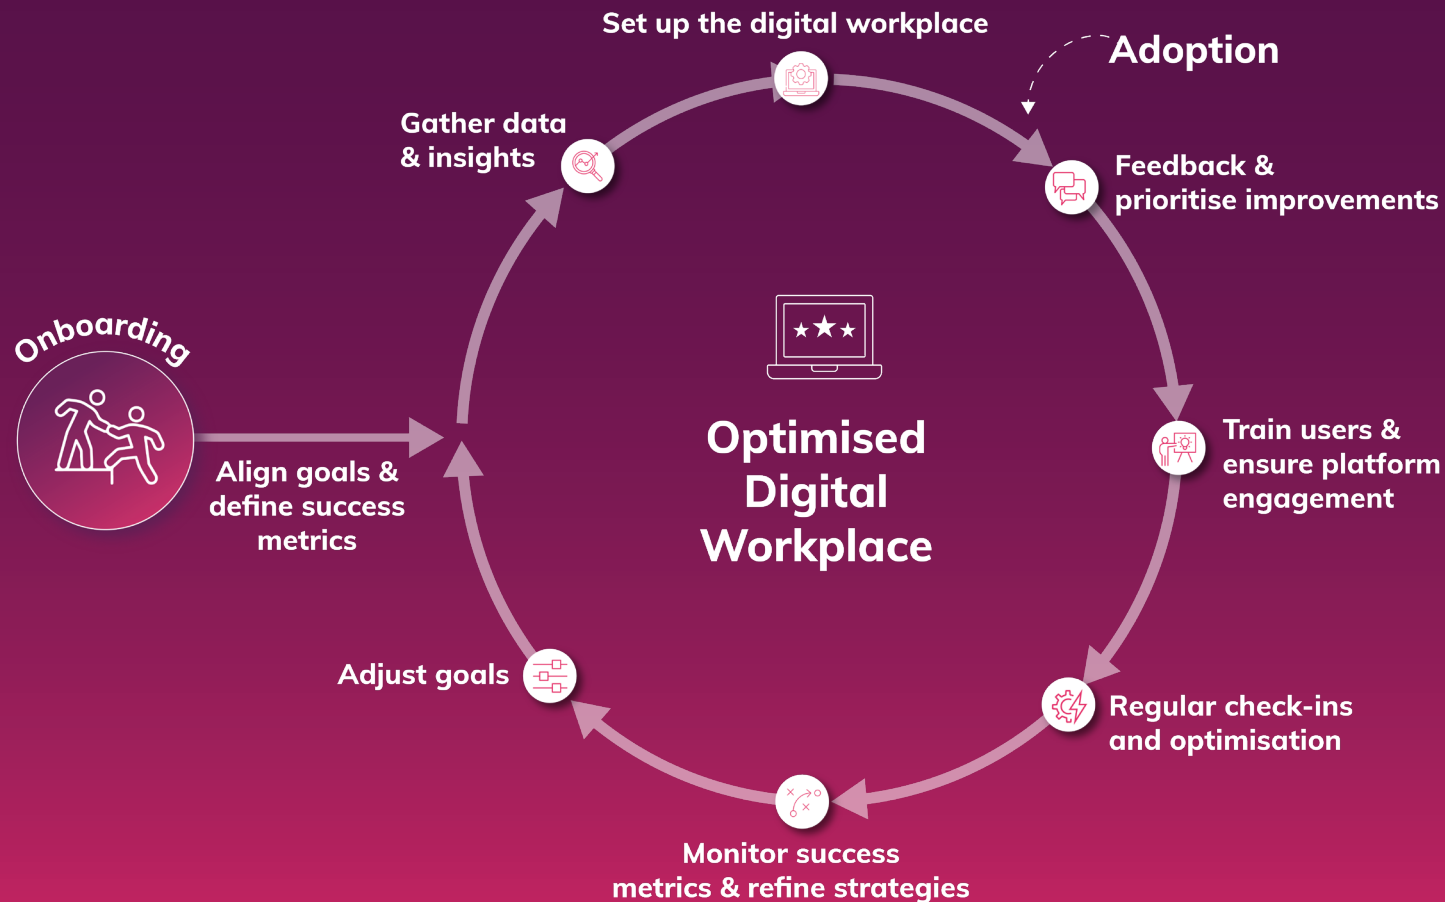 Set up the digital workplace
Adoption
Gather data
& insights
Feedback &
prioritise improvements
Onboarding
Align goals &
define success
metrics
Optimised
Digital
Workplace
Train users &
ensure platform
engagement
Adjust goals
Regular check-ins
and optimisation
Monitor success
metrics & refine strategies